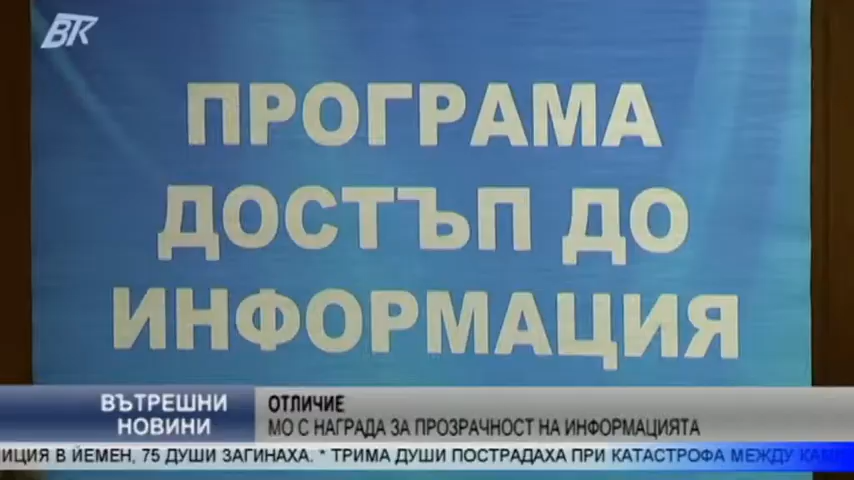 BTK
ПРОГРАМА
ДОСТЪП ДО
ИНФОРМАЦИЯ
ВЪТРЕШНИ
НОВИНИ
ОТЛИЧИЕ
МО С НАГРАДА ЗА ПРОЗРАЧНОСТ НА ИНФОРМАЦИЯТА
ИЦИЯ В ЙЕМЕН, 75 ДУШИ ЗАГИНАХА. * ТРИМА ДУШИ ПОСТРАДАХА ПРИ КАТАСТРОФА МЕЖДУ